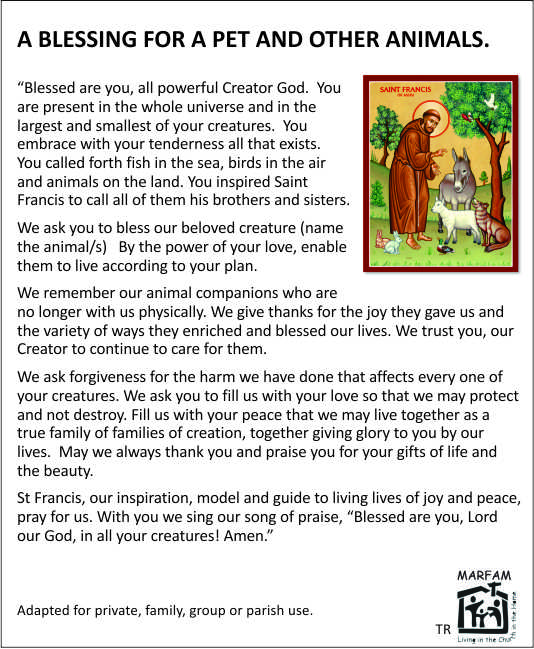 A BLESSING FOR A PET AND OTHER ANIMALS.
“Blessed are you, all powerful Creator God.  You
are present in the whole universe and in the
largest and smallest of your creatures.  You
embrace with your tenderness all that exists.
You called forth fish in the sea, birds in the air
and animals on the land. You inspired Saint
Francis to call all of them his brothers and sisters.
SAINT FRANCIS
We ask you to bless our beloved creature (name
the animal/s)   By the power of your love, enable
them to live according to your plan.
We remember our animal companions who are
no longer with us physically. We give thanks for the joy they gave us and
the variety of ways they enriched and blessed our lives. We trust you, our
Creator to continue to care for them.
We ask forgiveness for the harm we have done that affects every one of
your creatures. We ask you to fill us with your love so that we may protect
and not destroy. Fill us with your peace that we may live together as a
true family of families of creation, together giving glory to you by our
lives.  May we always thank you and praise you for your gifts of life and
the beauty.
St Francis, our inspiration, model and guide to living lives of joy and peace,
pray for us. With you we sing our song of praise, “Blessed are you, Lord
our God, in all your creatures! Amen.”
Adapted for private, family, group or parish use.
TR
MARFAM
Living in the Church in the Home